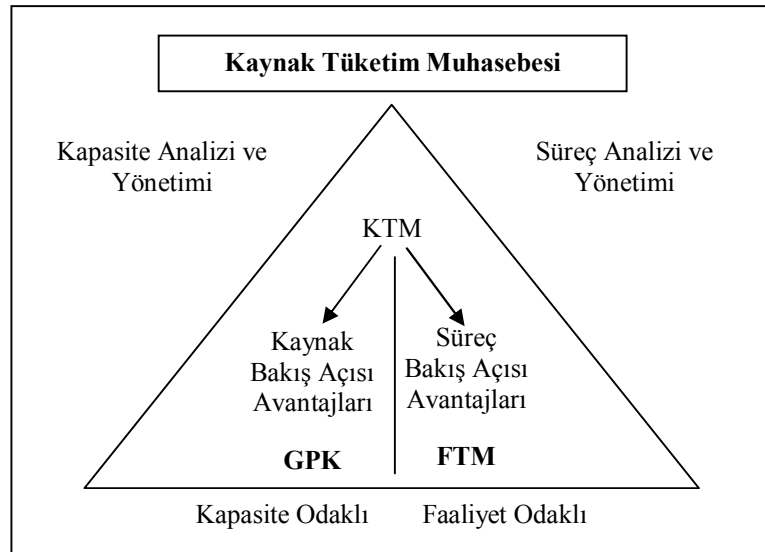 Kaynak Tüketim Muhasebesi
Kapasite Analizi ve
Yönetimi
Süreç Analizi ve
Yönetimi
KTM
Kaynak
Bakış Açısı
Avantajları
GPK
Süreç
Bakış Açısı
Avantajları
FTM
Kapasite Odaklı
Faaliyet Odaklı